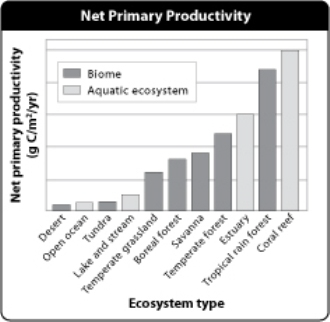 Net Primary Productivity
Net primary productivity
(g C/m²/yr)
Biome
Aquatic ecosystem
Desert
Open ocean
Tundra
Lake and stream
Temperate grassland
Boreal forest
Savanna
Temperate forest
Estuary
Tropical rain forest
Coral reef
Ecosystem type